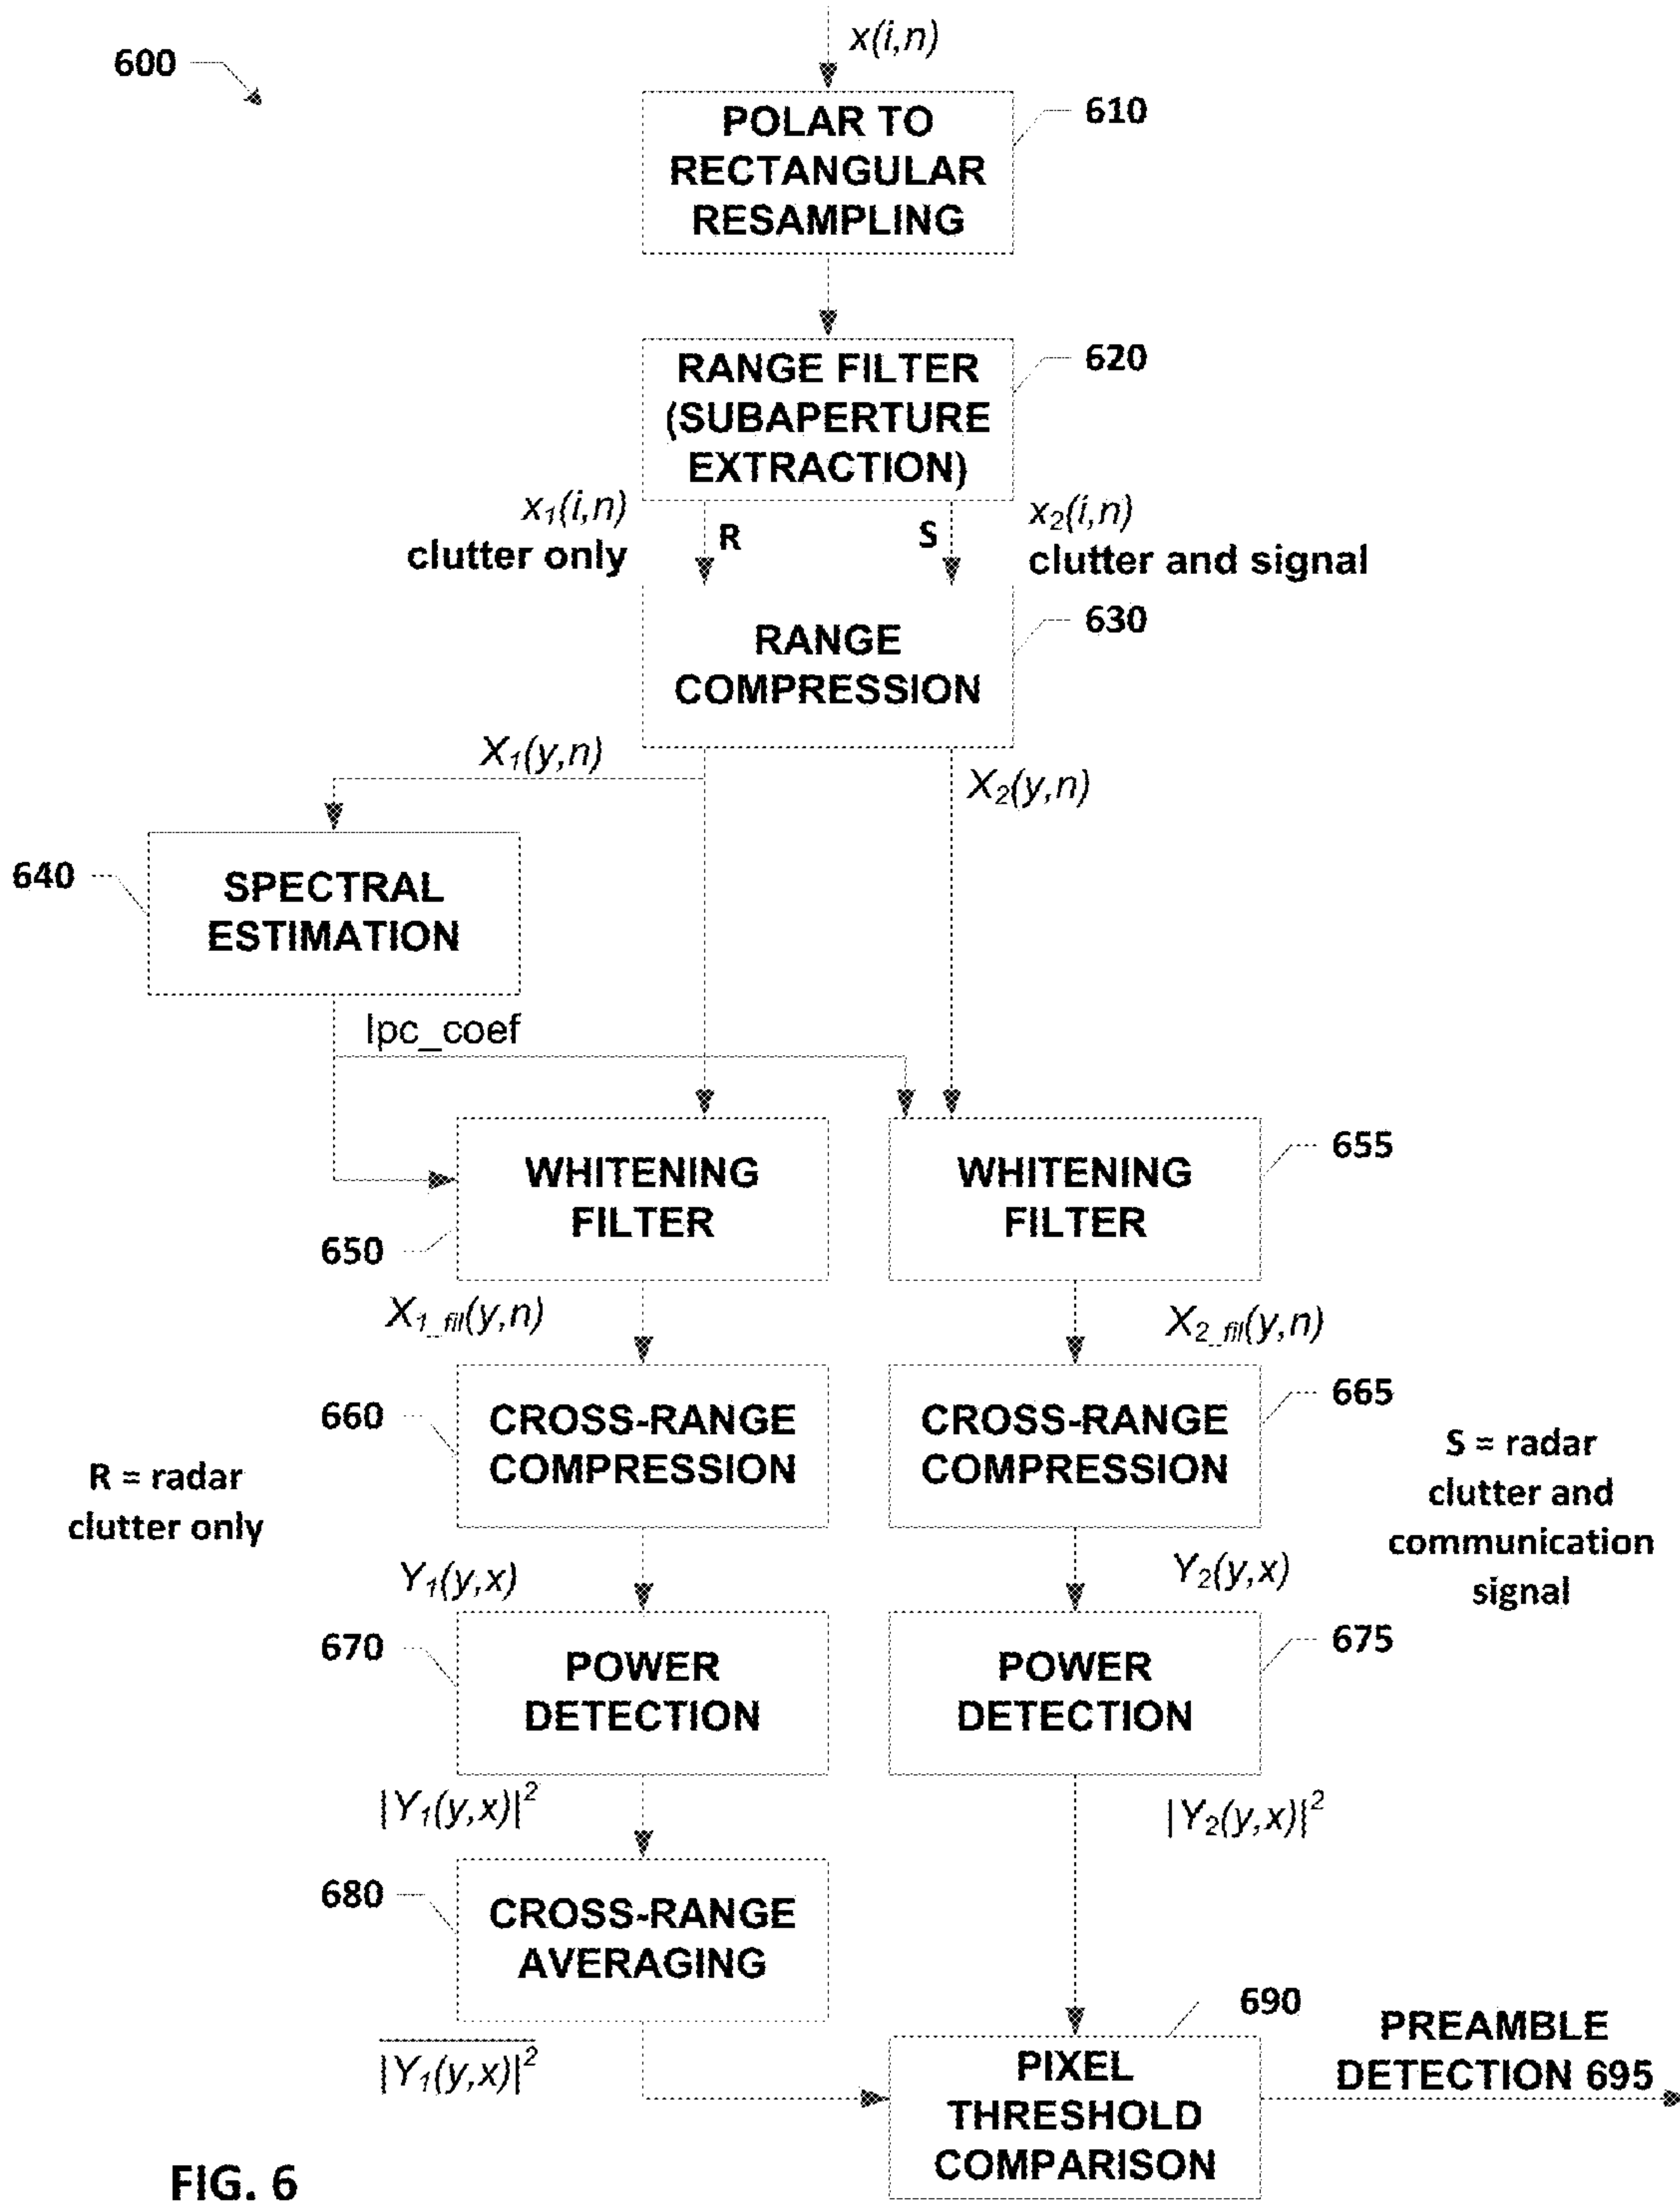 600
x(i,n)
POLAR TO
RECTANGULAR
RESAMPLING
610
RANGE FILTER
(SUBAPERTURE
EXTRACTION)
620
x1(i,n)
clutter only
R
S
x2(i,n)
clutter and signal
RANGE
COMPRESSION
630
X1(y,n)
X2(y,n)
640
SPECTRAL
ESTIMATION
lpc_coef
WHITENING
FILTER
650
WHITENING
FILTER
655
X1_fil(y,n)
X2_fil(y,n)
660
CROSS-RANGE
COMPRESSION
CROSS-RANGE
COMPRESSION
665
R = radar
clutter only
S = radar
clutter and
communication
signal
Y1(y,x)
Y2(y,x)
670
POWER
DETECTION
POWER
DETECTION
675
|Y1(y,x)|²
|Y2(y,x)|²
680
CROSS-RANGE
AVERAGING
|Y1(y,x)|²
690
PIXEL
THRESHOLD
COMPARISON
PREAMBLE
DETECTION 695
FIG. 6